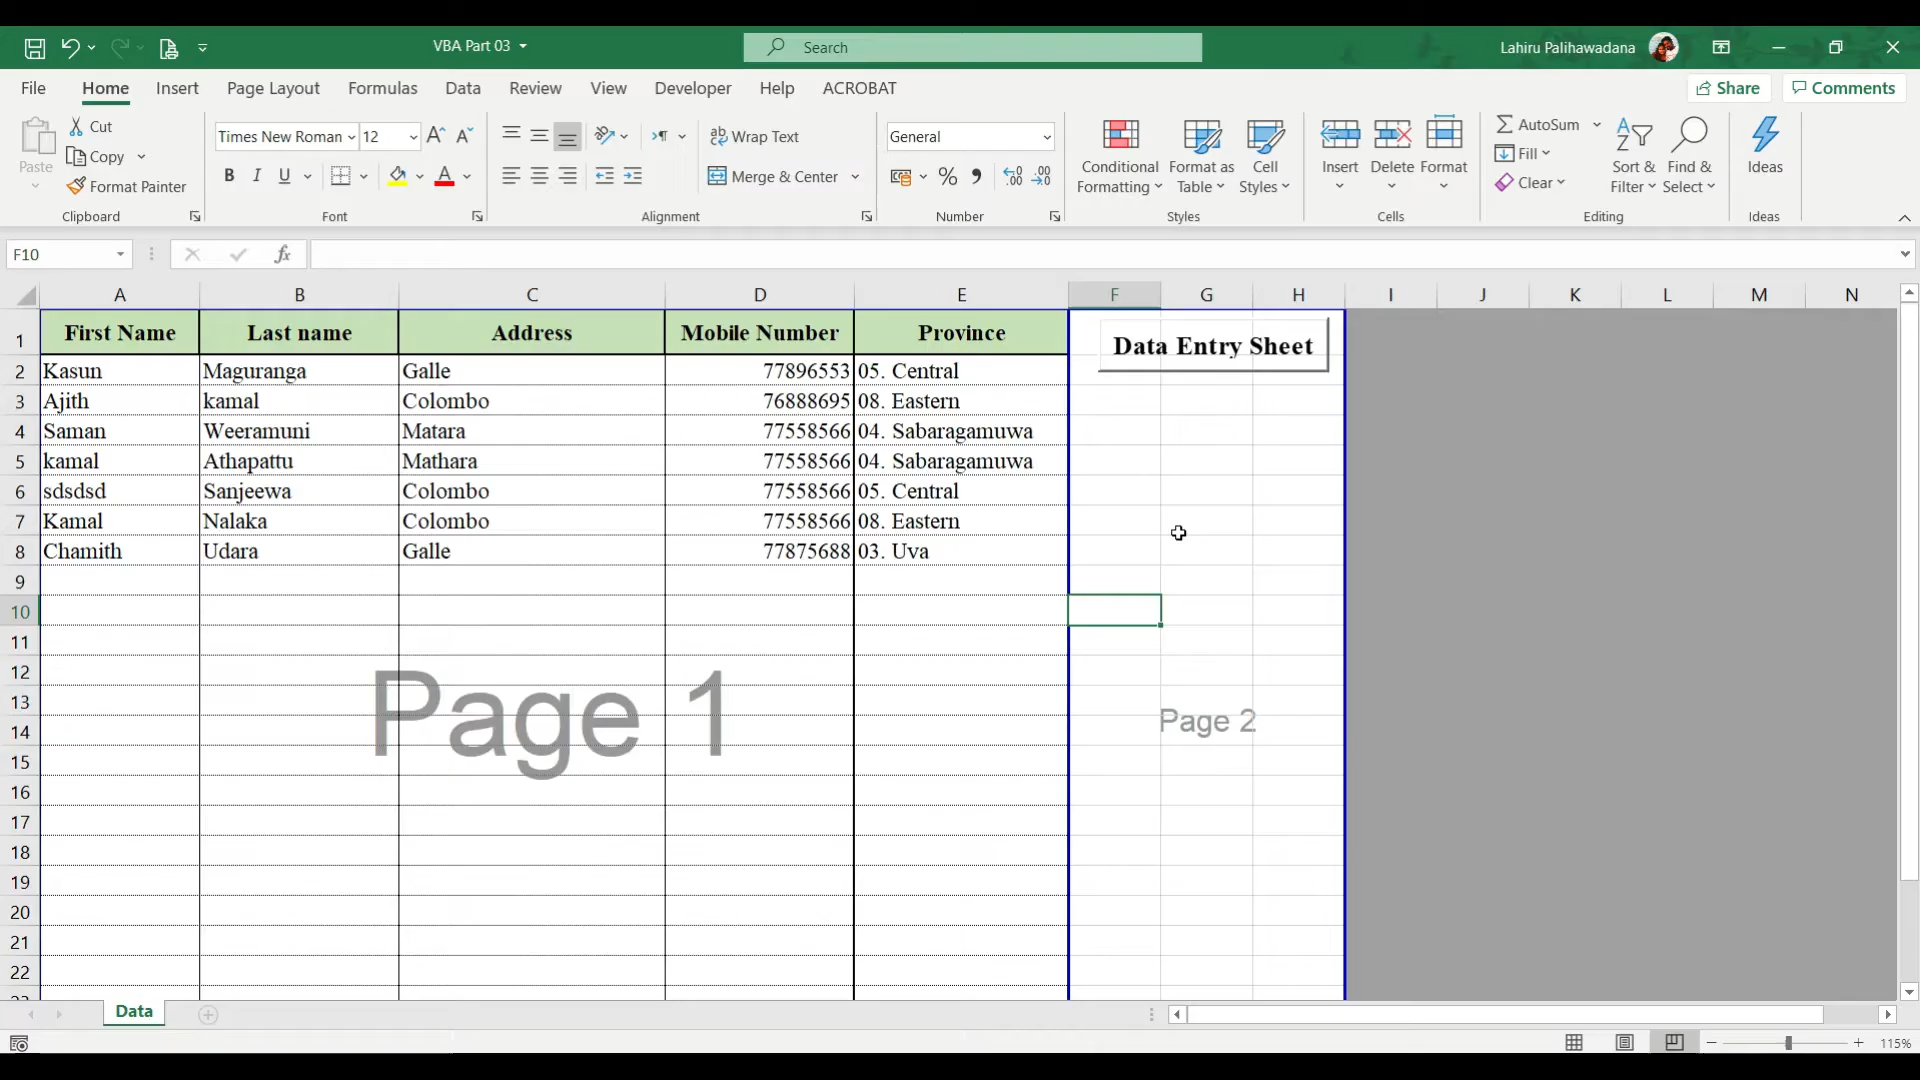 VBA Part 03
Search
Lahiru Palihawadana
File Home Insert Page Layout Formulas Data Review View Developer Help ACROBAT Share Comments
Paste Cut Copy Format Painter Clipboard
Times New Roman 12 B I U A Font
Wrap Text Merge & Center Alignment
General % Number
Conditional Formatting Format as Table Cell Styles Styles
Insert Delete Format Cells
AutoSum Fill Clear Sort & Filter Find & Select Editing
Ideas Ideas
F10 fx
A B C D E F G H I J K L M N
1 First Name Last name Address Mobile Number Province Data Entry Sheet
2 Kasun Maguranga Galle 77896553 05. Central
3 Ajith kamal Colombo 76888695 08. Eastern
4 Saman Weeramuni Matara 77558566 04. Sabaragamuwa
5 kamal Athapattu Mathara 77558566 04. Sabaragamuwa
6 sdsdsd Sanjeewa Colombo 77558566 05. Central
7 Kamal Nalaka Colombo 77558566 08. Eastern
8 Chamith Udara Galle 77875688 03. Uva
9
10
11
12
13
14 Page 1 Page 2
15
16
17
18
19
20
21
22
Data
115%